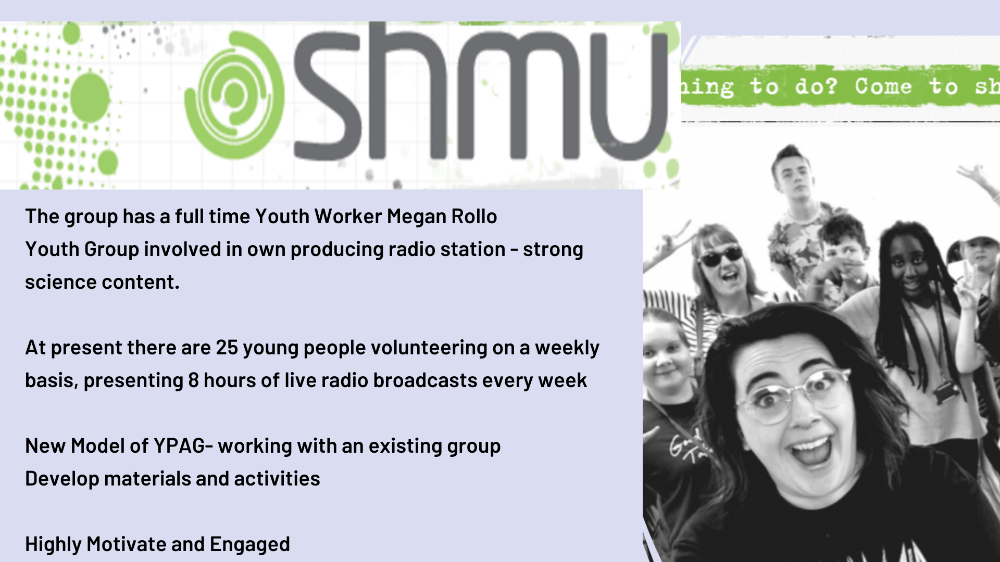 shmu
to do? Come to
The group has a full time Youth Worker Megan Rollo
Youth Group involved in own producing radio station - strong
science content.
At present there are 25 young people volunteering on a weekly
basis, presenting 8 hours of live radio broadcasts every week
New Model of YPAG- working with an existing group
Develop materials and activities
Highly Motivate and Engaged